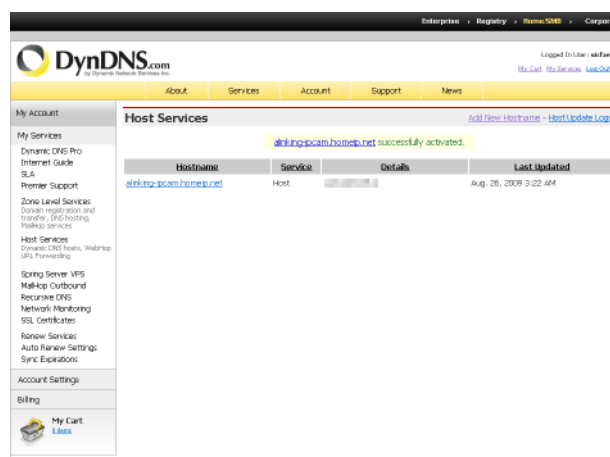 Enterprise › Registry › Home/SMB › Corpor
DynDNS.com
by Dynamic Network Services Inc.
Logged In User:
My Cart My Services Log Out
About Services Account Support News
My Account
Host Services
Add New Hostname - Host Update Logs
My Services
alnking-ipcam.homeip.net successfully activated.
Dynamic DNS Pro
Internet Guide
SLA
Premier Support
Hostname Service Details Last Updated
alnking-ipcam.homeip.net Host Aug. 26, 2009 3:22 AM
Zone Level Services
Domain registration and
transfer, DNS hosting,
MailHop services
Host Services
Dynamic DNS hosts, WebHop
URL Forwarding
Spring Server VPS
MailHop Outbound
Recursive DNS
Network Monitoring
SSL Certificates
Renew Services
Auto Renew Settings
Sync Expirations
Account Settings
Billing
My Cart